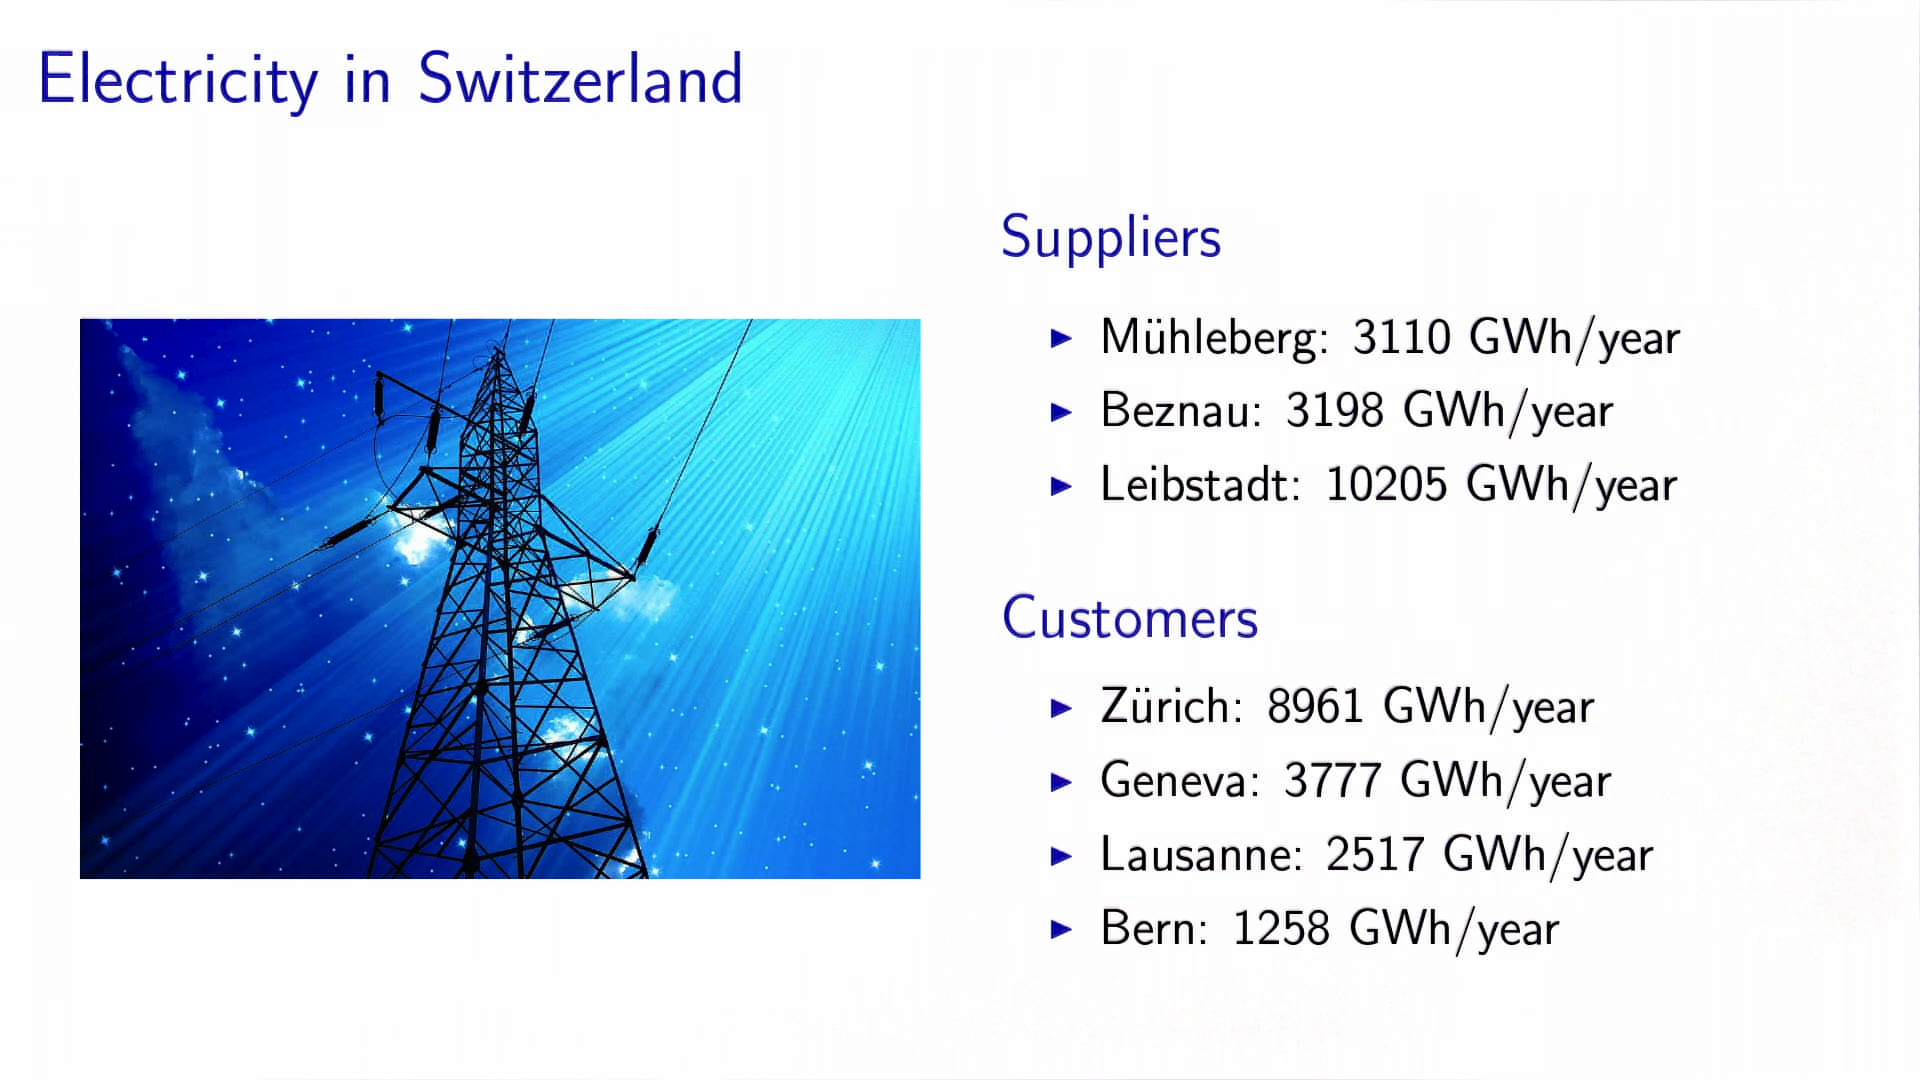 Electricity in Switzerland
Suppliers
▶ Mühleberg: 3110 GWh/year
▶ Beznau: 3198 GWh/year
▶ Leibstadt: 10205 GWh/year
Customers
▶ Zürich: 8961 GWh/year
▶ Geneva: 3777 GWh/year
▶ Lausanne: 2517 GWh/year
▶ Bern: 1258 GWh/year